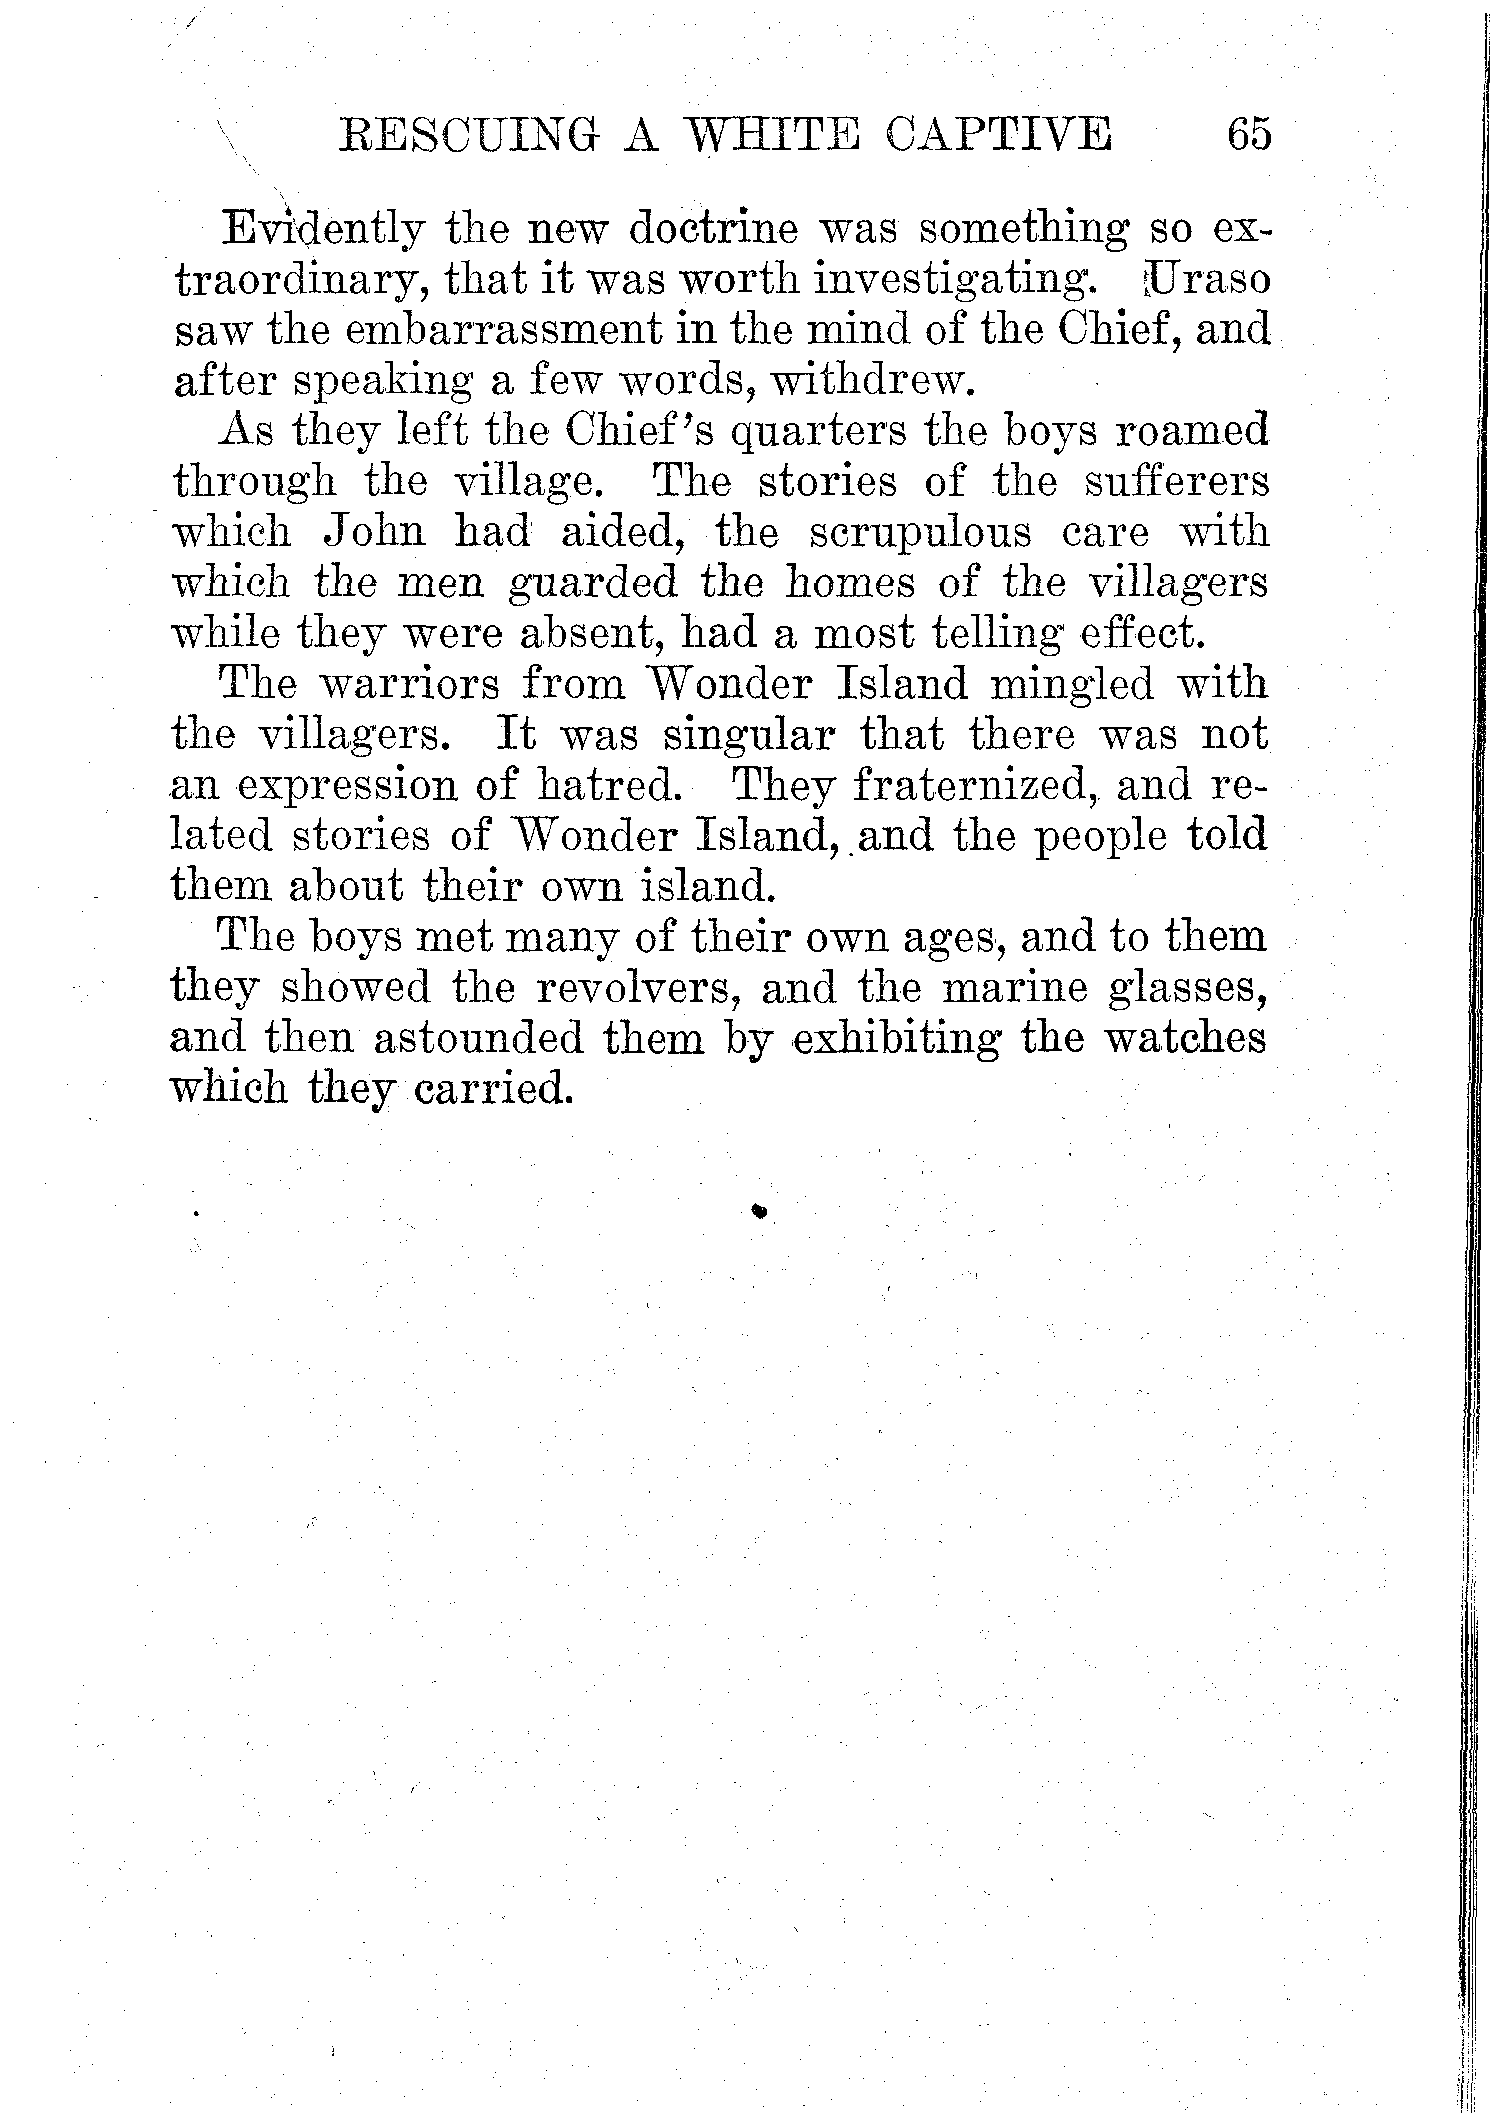 RESCUING A WHITE CAPTIVE 65
Evidently the new doctrine was something so ex-
traordinary, that it was worth investigating. Uraso
saw the embarrassment in the mind of the Chief, and
after speaking a few words, withdrew.
As they left the Chief's quarters the boys roamed
through the village. The stories of the sufferers
which John had aided, the scrupulous care with
which the men guarded the homes of the villagers
while they were absent, had a most telling effect.
The warriors from Wonder Island mingled with
the villagers. It was singular that there was not
an expression of hatred. They fraternized, and re-
lated stories of Wonder Island, and the people told
them about their own island.
The boys met many of their own ages, and to them
they showed the revolvers, and the marine glasses,
and then astounded them by exhibiting the watches
which they carried.